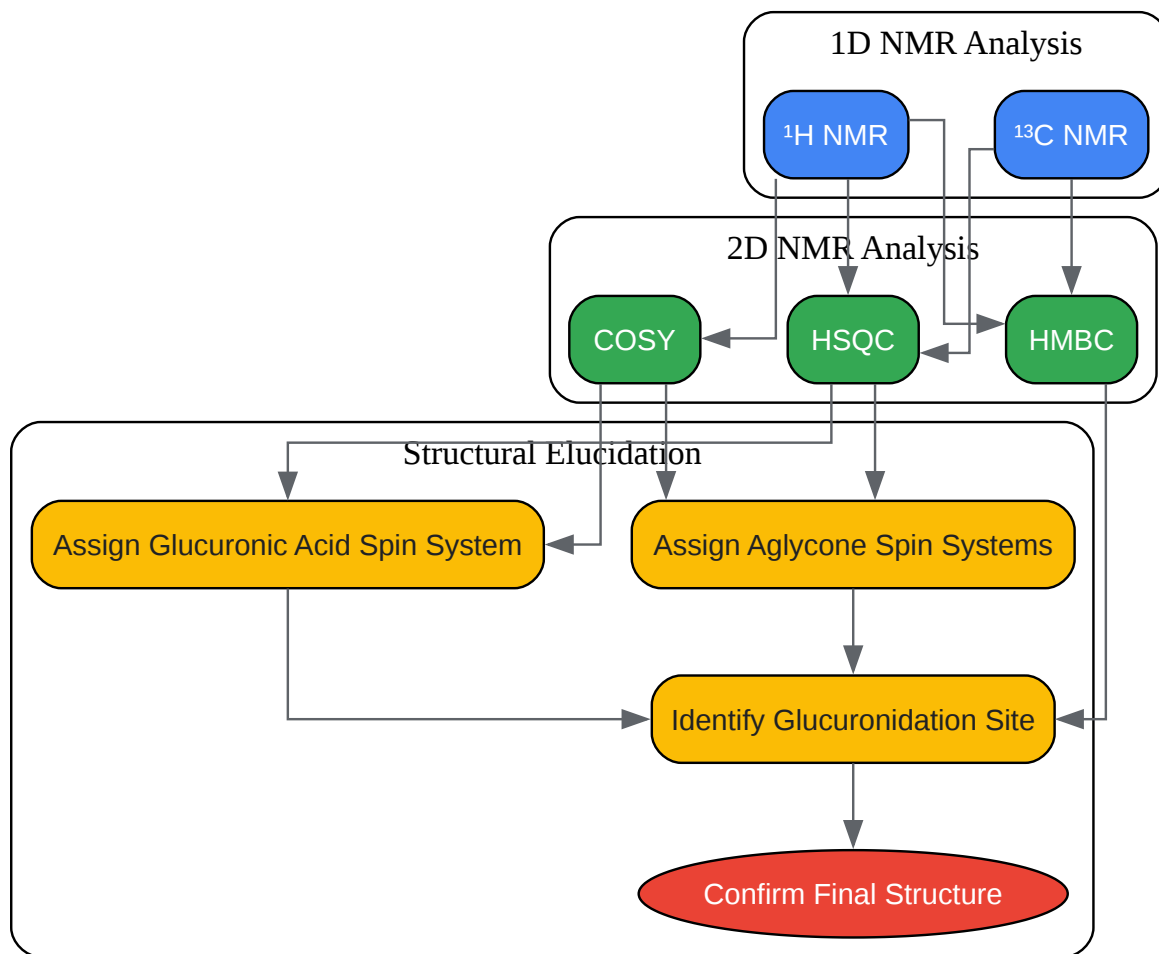 1D NMR Analysis
¹H NMR
¹³C NMR
2D NMR Analysis
COSY
HSQC
HMBC
Structural Elucidation
Assign Glucuronic Acid Spin System
Assign Aglycone Spin Systems
Identify Glucuronidation Site
Confirm Final Structure